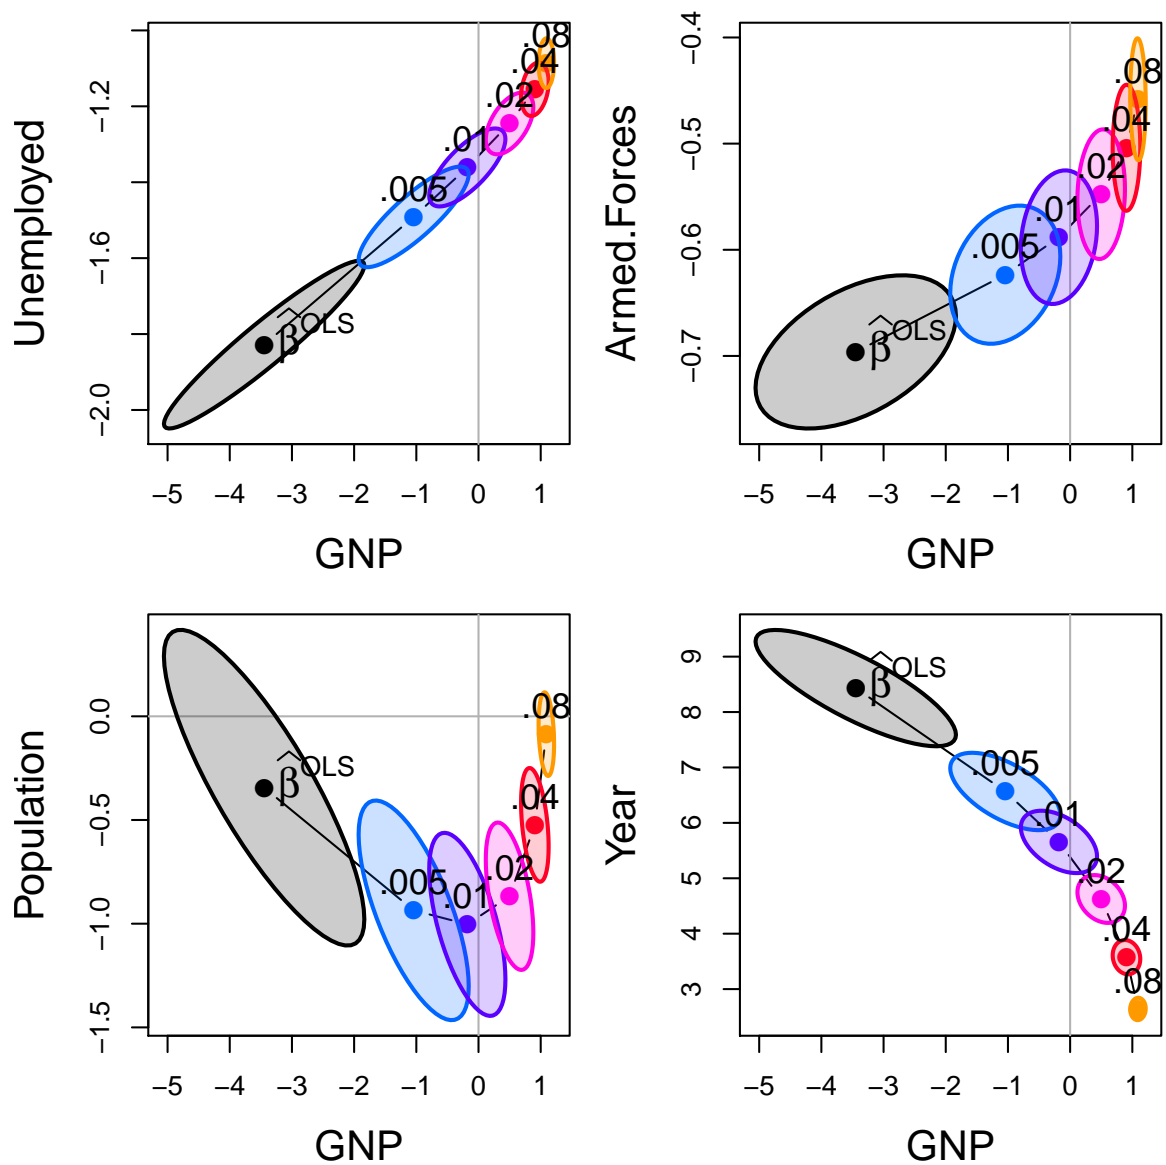 Unemployed
−1.2
−1.6
−2.0
.08
.04
.02
.01
.005
β̂OLS
−5 −4 −3 −2 −1 0 1
GNP
Armed.Forces
−0.4
−0.5
−0.6
−0.7
.08
.04
.02
.01
.005
β̂OLS
−5 −4 −3 −2 −1 0 1
GNP
Population
0.0
−0.5
−1.0
−1.5
.08
.04
.02
.01
.005
β̂OLS
−5 −4 −3 −2 −1 0 1
GNP
Year
9
8
7
6
5
4
3
β̂OLS
.005
.01
.02
.04
.08
−5 −4 −3 −2 −1 0 1
GNP